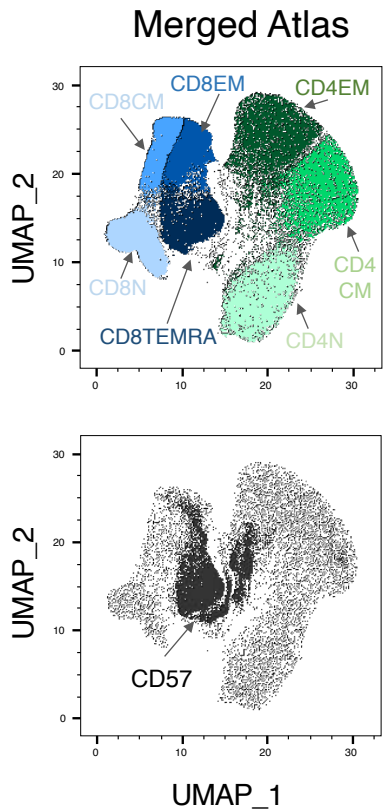 Merged Atlas
CD8EM
CD4EM
CD8CM
30
20
UMAP_2
10
CD4
CM
CD8N
CD8TEMRA
CD4N
0
0 10 20 30
30
20
UMAP_2
10
CD57
0
0 10 20 30
UMAP_1